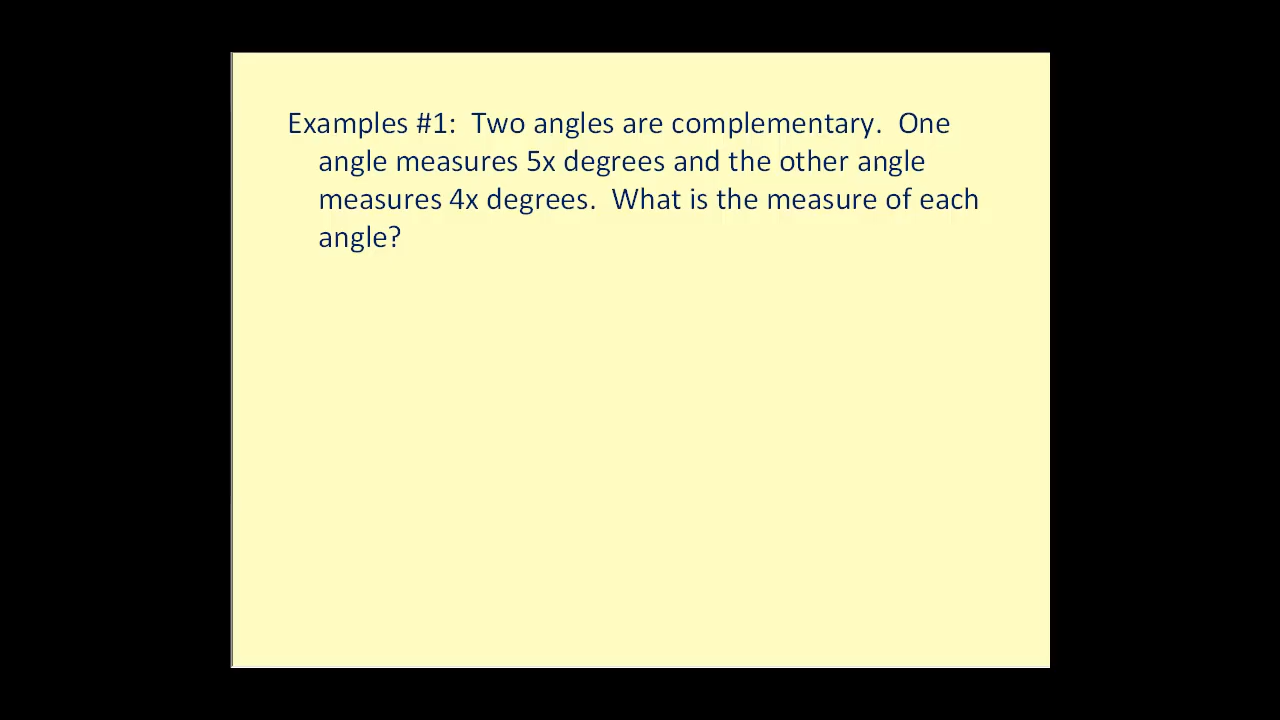 Examples #1:  Two angles are complementary.  One
angle measures 5x degrees and the other angle
measures 4x degrees.  What is the measure of each
angle?